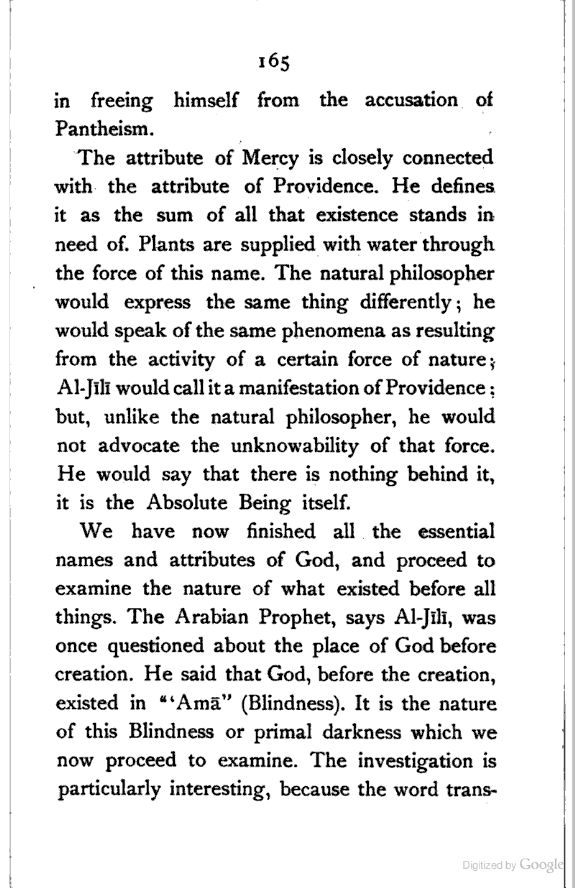 165
in freeing himself from the accusation of
Pantheism.
The attribute of Mercy is closely connected
with the attribute of Providence. He defines
it as the sum of all that existence stands in
need of. Plants are supplied with water through
the force of this name. The natural philosopher
would express the same thing differently; he
would speak of the same phenomena as resulting
from the activity of a certain force of nature;
Al-Jīlī would call it a manifestation of Providence;
but, unlike the natural philosopher, he would
not advocate the unknowability of that force.
He would say that there is nothing behind it,
it is the Absolute Being itself.
We have now finished all the essential
names and attributes of God, and proceed to
examine the nature of what existed before all
things. The Arabian Prophet, says Al-Jīlī, was
once questioned about the place of God before
creation. He said that God, before the creation,
existed in "‘Amā" (Blindness). It is the nature
of this Blindness or primal darkness which we
now proceed to examine. The investigation is
particularly interesting, because the word trans-
Digitized by Google